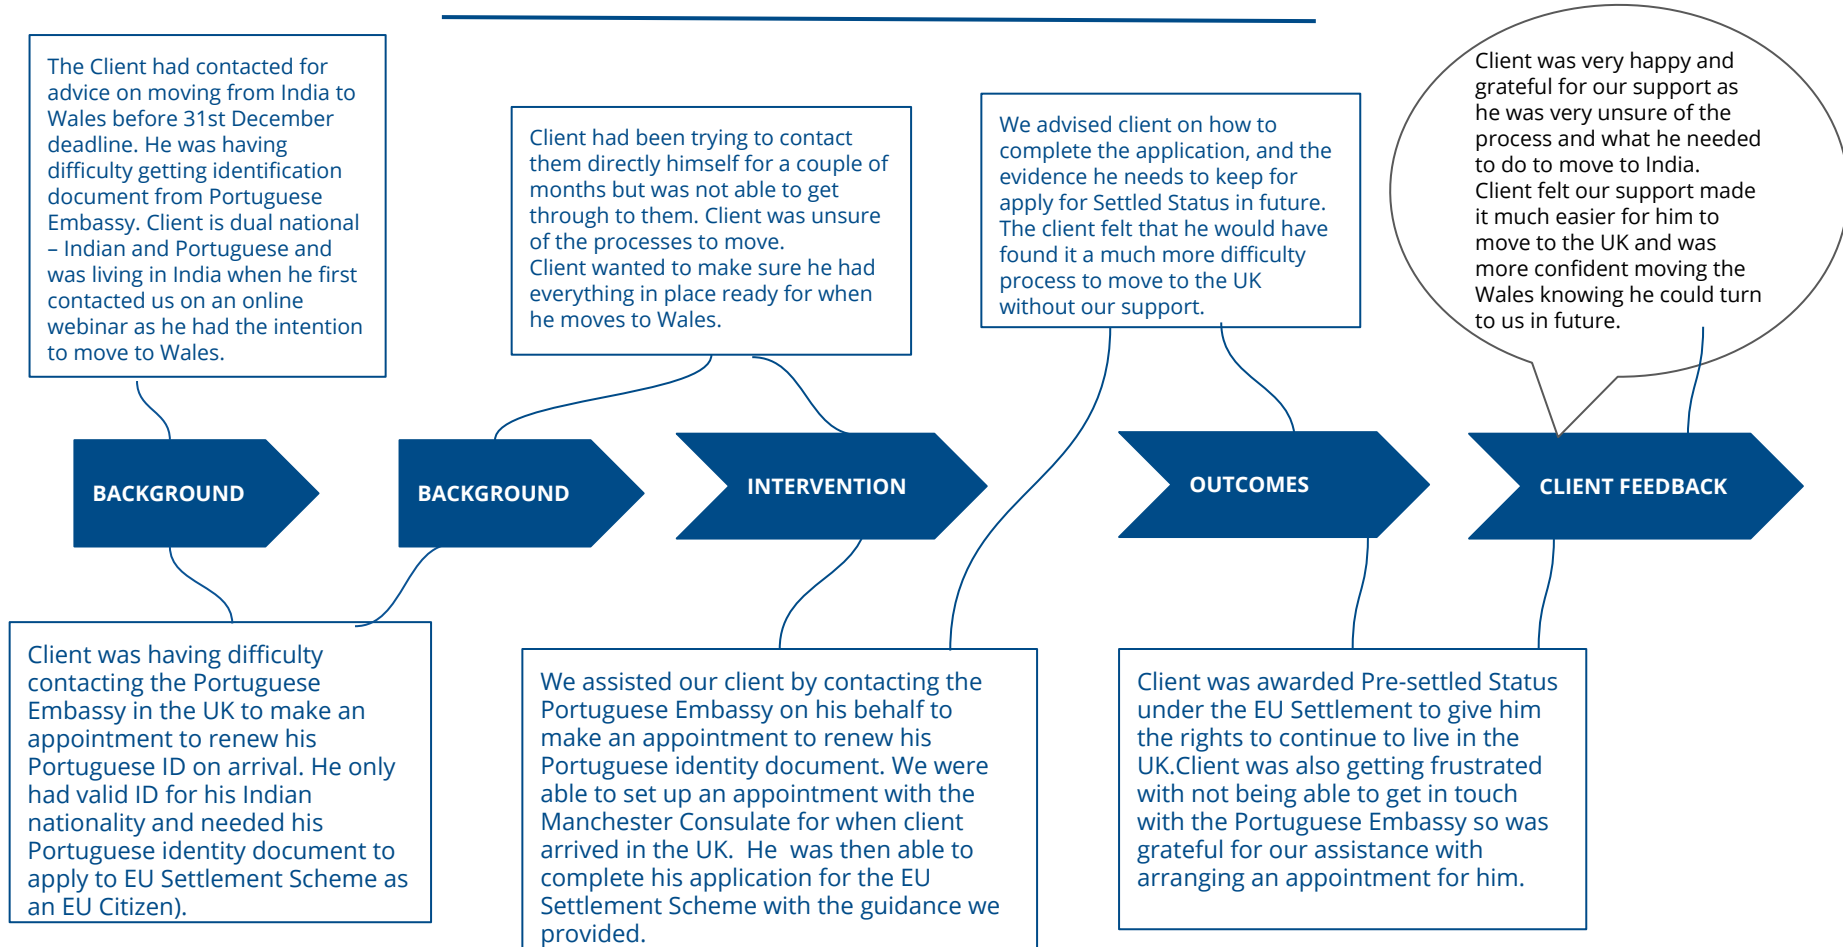 The Client had contacted for
advice on moving from India to
Wales before 31st December
deadline. He was having
difficulty getting identification
document from Portuguese
Embassy. Client is dual national
– Indian and Portuguese and
was living in India when he first
contacted us on an online
webinar as he had the intention
to move to Wales.
Client had been trying to contact
them directly himself for a couple of
months but was not able to get
through to them. Client was unsure
of the processes to move.
Client wanted to make sure he had
everything in place ready for when
he moves to Wales.
We advised client on how to
complete the application, and the
evidence he needs to keep for
apply for Settled Status in future.
The client felt that he would have
found it a much more difficulty
process to move to the UK
without our support.
Client was very happy and
grateful for our support as
he was very unsure of the
process and what he needed
to do to move to India.
Client felt our support made
it much easier for him to
move to the UK and was
more confident moving the
Wales knowing he could turn
to us in future.
BACKGROUND
BACKGROUND
INTERVENTION
OUTCOMES
CLIENT FEEDBACK
Client was having difficulty
contacting the Portuguese
Embassy in the UK to make an
appointment to renew his
Portuguese ID on arrival. He only
had valid ID for his Indian
nationality and needed his
Portuguese identity document to
apply to EU Settlement Scheme as
an EU Citizen).
We assisted our client by contacting the
Portuguese Embassy on his behalf to
make an appointment to renew his
Portuguese identity document. We were
able to set up an appointment with the
Manchester Consulate for when client
arrived in the UK.  He  was then able to
complete his application for the EU
Settlement Scheme with the guidance we
provided.
Client was awarded Pre-settled Status
under the EU Settlement to give him
the rights to continue to live in the
UK.Client was also getting frustrated
with not being able to get in touch
with the Portuguese Embassy so was
grateful for our assistance with
arranging an appointment for him.